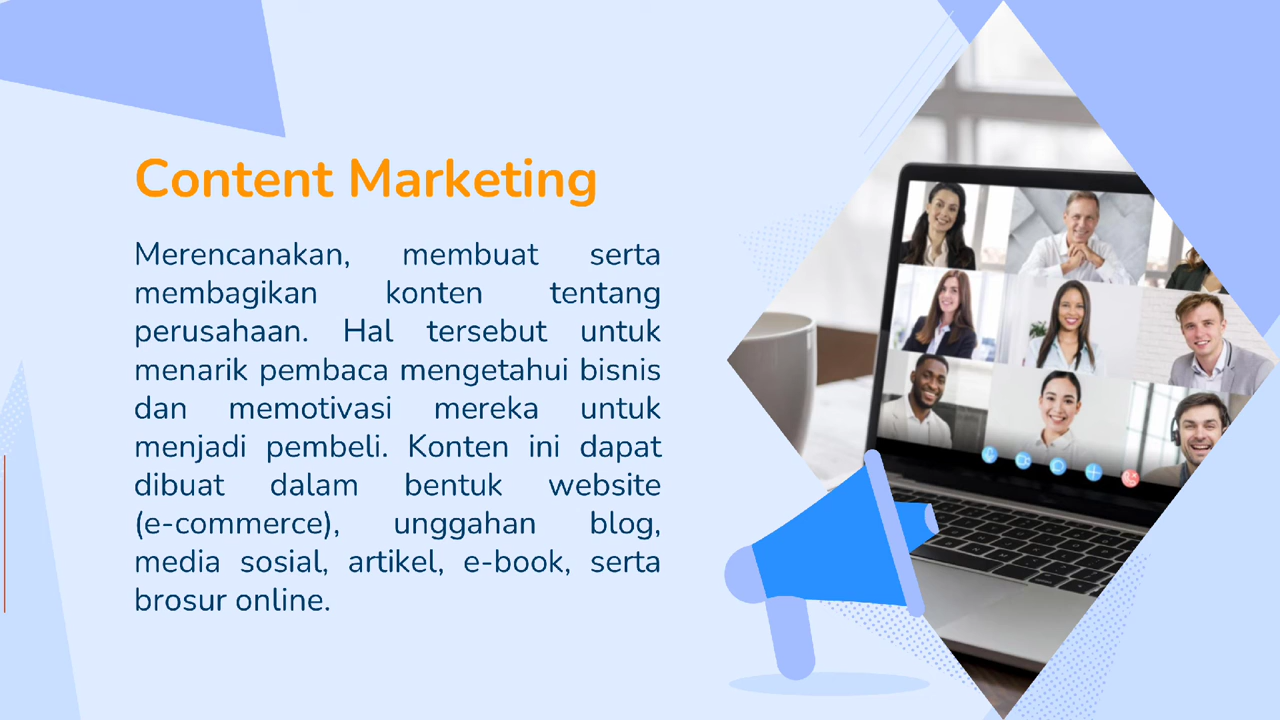 Content Marketing
Merencanakan, membuat serta
membagikan konten tentang
perusahaan. Hal tersebut untuk
menarik pembaca mengetahui bisnis
dan memotivasi mereka untuk
menjadi pembeli. Konten ini dapat
dibuat dalam bentuk website
(e-commerce), unggahan blog,
media sosial, artikel, e-book, serta
brosur online.